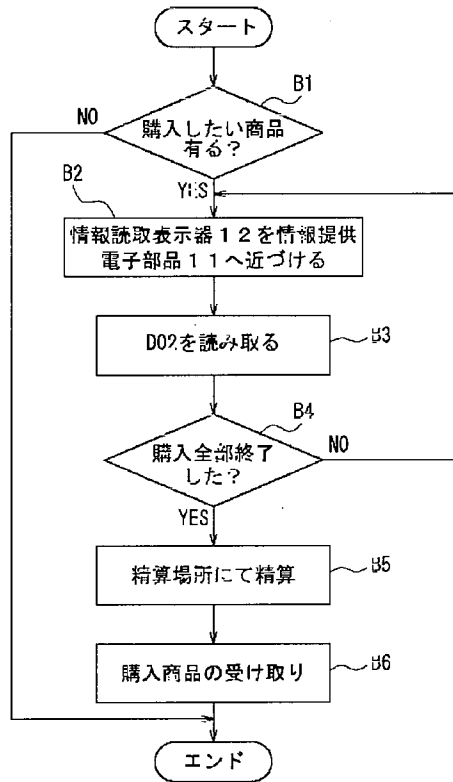 スタート
B1
NO
購入したい商品
有る?
B2
YES
情報読取表示器12を情報提供
電子部品11へ近づける
D02を読み取る
B3
B4
購入全部終了
した?
NO
YES
精算場所にて精算
B5
購入商品の受け取り
B6
エンド